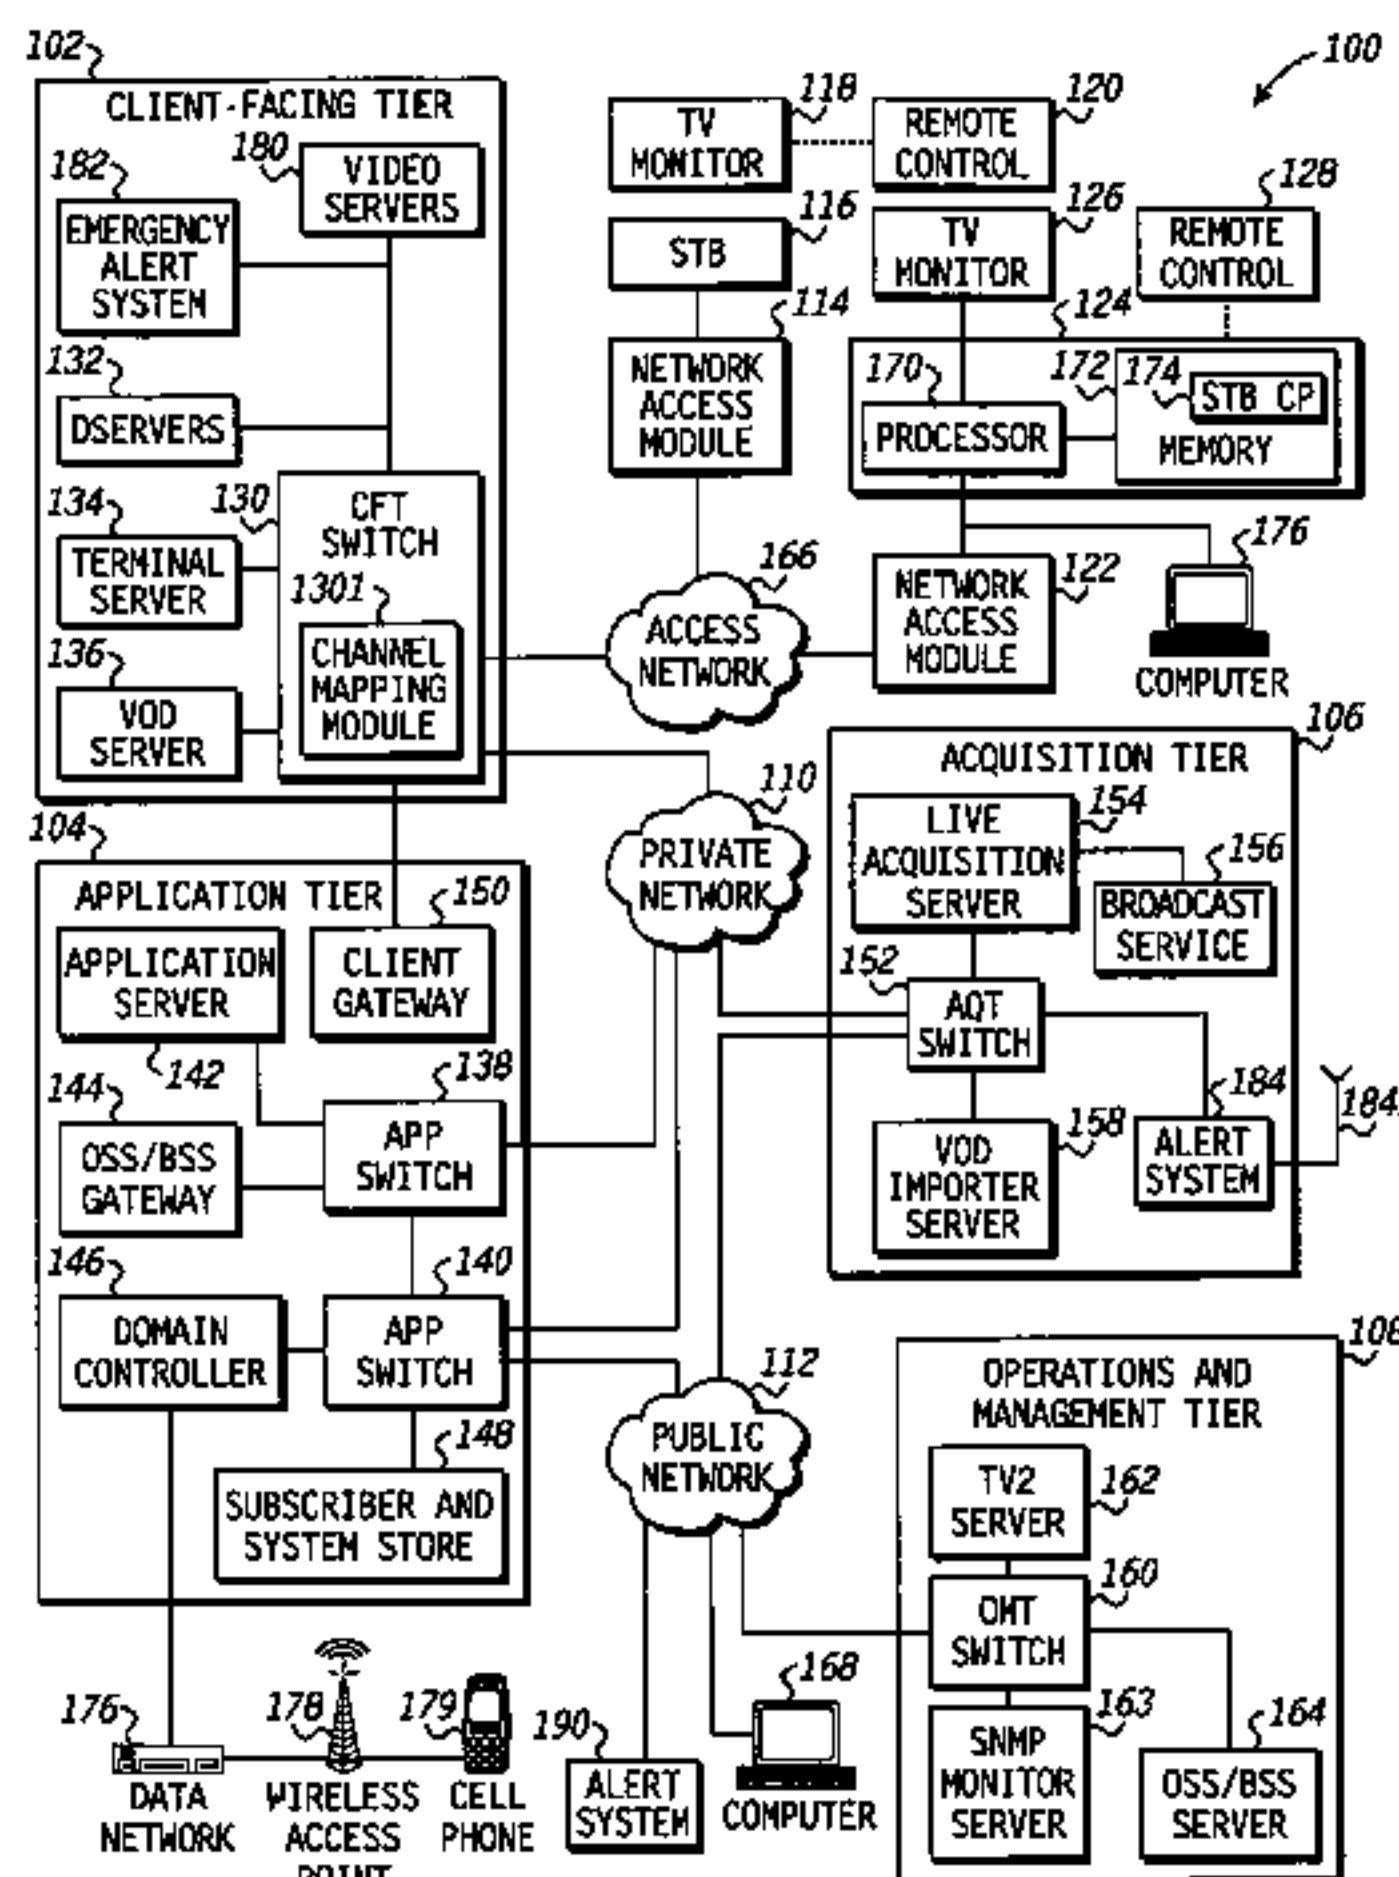 100
102
CLIENT-FACING TIER
180
VIDEO
SERVERS
182
EMERGENCY
ALERT
SYSTEM
132
DSERVERS
134
TERMINAL
SERVER
136
VOD
SERVER
130
CFT
SWITCH
1301
CHANNEL
MAPPING
MODULE
118
TV
MONITOR
120
REMOTE
CONTROL
116
STB
126
TV
MONITOR
128
REMOTE
CONTROL
114
NETWORK
ACCESS
MODULE
124
170
PROCESSOR
172
174
STB CP
MEMORY
166
ACCESS
NETWORK
122
NETWORK
ACCESS
MODULE
176
COMPUTER
110
PRIVATE
NETWORK
106
ACQUISITION TIER
154
LIVE
ACQUISITION
SERVER
156
BROADCAST
SERVICE
152
AQT
SWITCH
158
VOD
IMPORTER
SERVER
184
ALERT
SYSTEM
184
104
APPLICATION TIER
APPLICATION
SERVER
142
150
CLIENT
GATEWAY
144
OSS/BSS
GATEWAY
138
APP
SWITCH
146
DOMAIN
CONTROLLER
140
APP
SWITCH
148
SUBSCRIBER AND
SYSTEM STORE
112
PUBLIC
NETWORK
108
OPERATIONS AND
MANAGEMENT TIER
162
TV2
SERVER
160
OMT
SWITCH
163
SNMP
MONITOR
SERVER
164
OSS/BSS
SERVER
176
DATA
NETWORK
178
WIRELESS
ACCESS
POINT
179
CELL
PHONE
190
ALERT
SYSTEM
168
COMPUTER